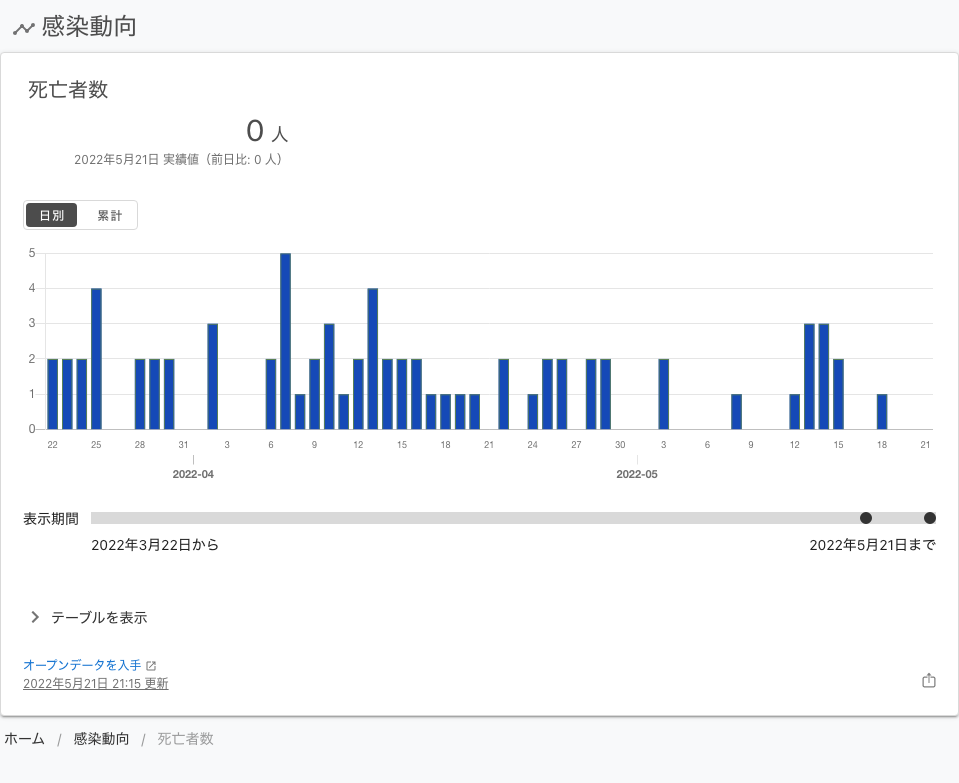 感染動向
死亡者数
0 人
2022年5月21日 実績値（前日比: 0 人）
日別 累計
5
4
3
2
1
0
22 25 28 31 3 6 9 12 15 18 21 24 27 30 3 6 9 12 15 18 21
2022-04 2022-05
表示期間
2022年3月22日から 2022年5月21日まで
テーブルを表示
オープンデータを入手
2022年5月21日 21:15 更新
ホーム / 感染動向 / 死亡者数